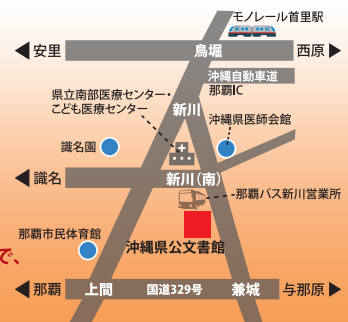 モノレール首里駅
安里
鳥堀
西原
沖縄自動車道
那覇IC
県立南部医療センター・
こども医療センター
新川
沖縄県医師会館
識名園
識名
新川(南)
那覇バス新川営業所
那覇市民体育館
沖縄県公文書館
で、
那覇
上間
国道329号
兼城
与那原